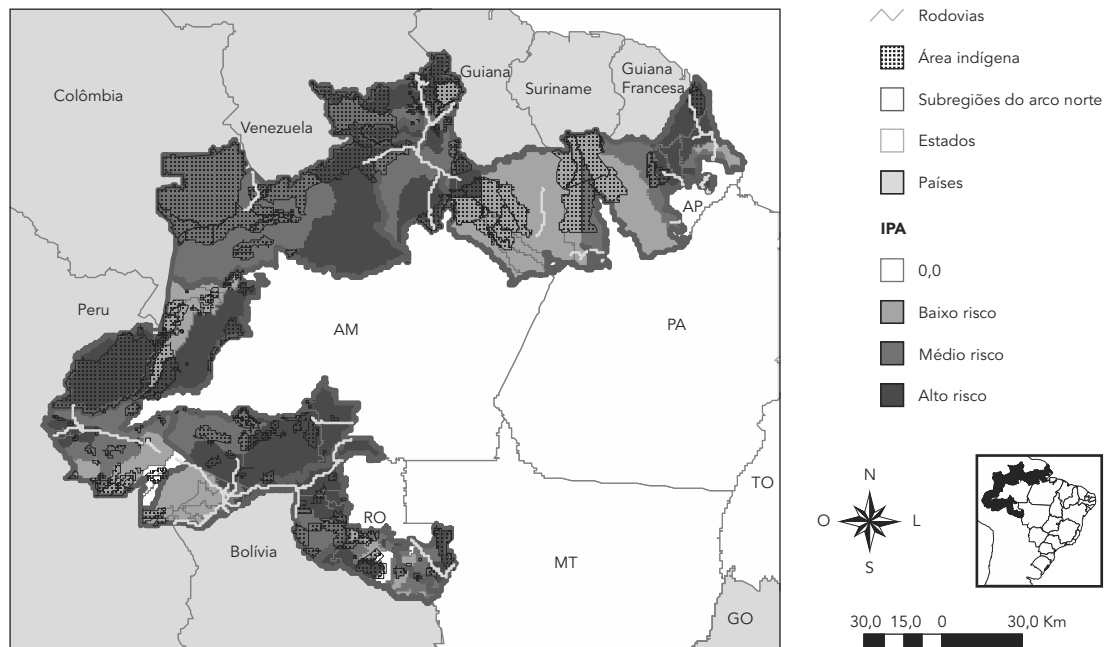 Colômbia
Venezuela
Guiana
Suriname
Guiana
Francesa
AP
Peru
AM
PA
RO
TO
Bolívia
MT
GO
Rodovias
Área indígena
Subregiões do arco norte
Estados
Países
IPA
0,0
Baixo risco
Médio risco
Alto risco
N
O
L
S
30,0 15,0 0 30,0 Km